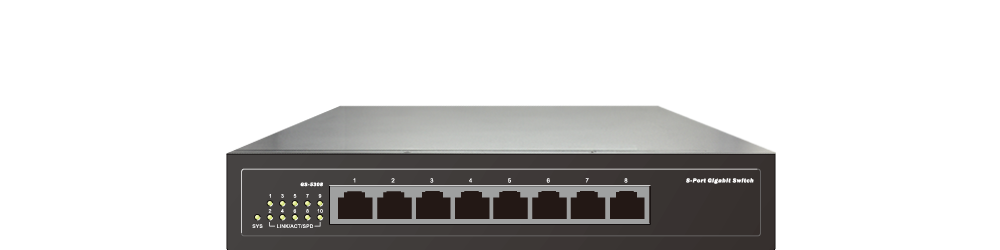 GS-5308
1 2 3 4 5 6 7 8
8-Port Gigabit Switch
1 3 5 7 9
2 4 6 8 10
SYS LINK/ACT/SPD